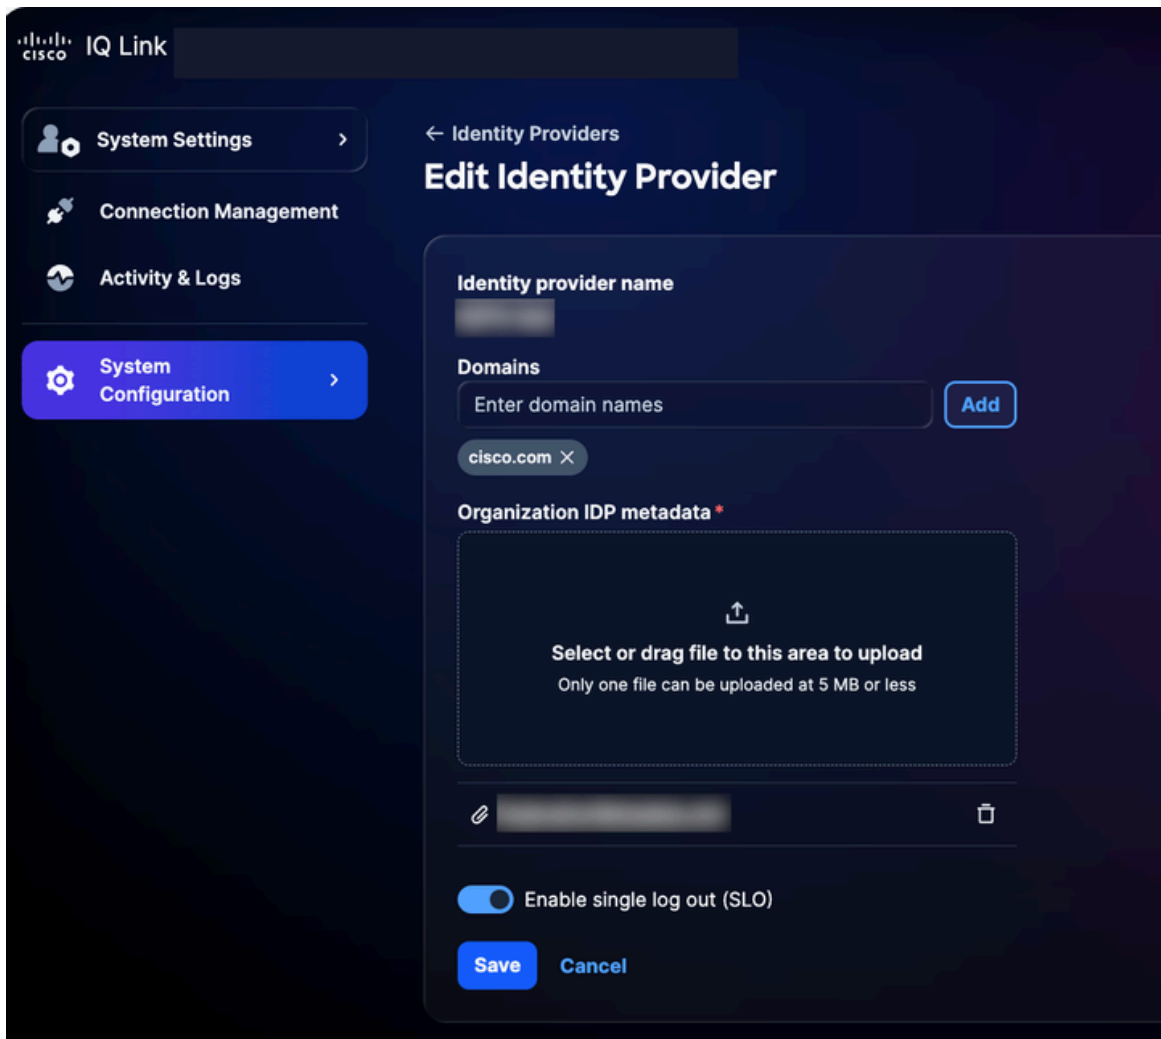 cisco IQ Link
System Settings
Connection Management
Activity & Logs
System
Configuration
← Identity Providers
Edit Identity Provider
Identity provider name
Domains
Enter domain names
Add
cisco.com ×
Organization IDP metadata *
Select or drag file to this area to upload
Only one file can be uploaded at 5 MB or less
Enable single log out (SLO)
Save Cancel